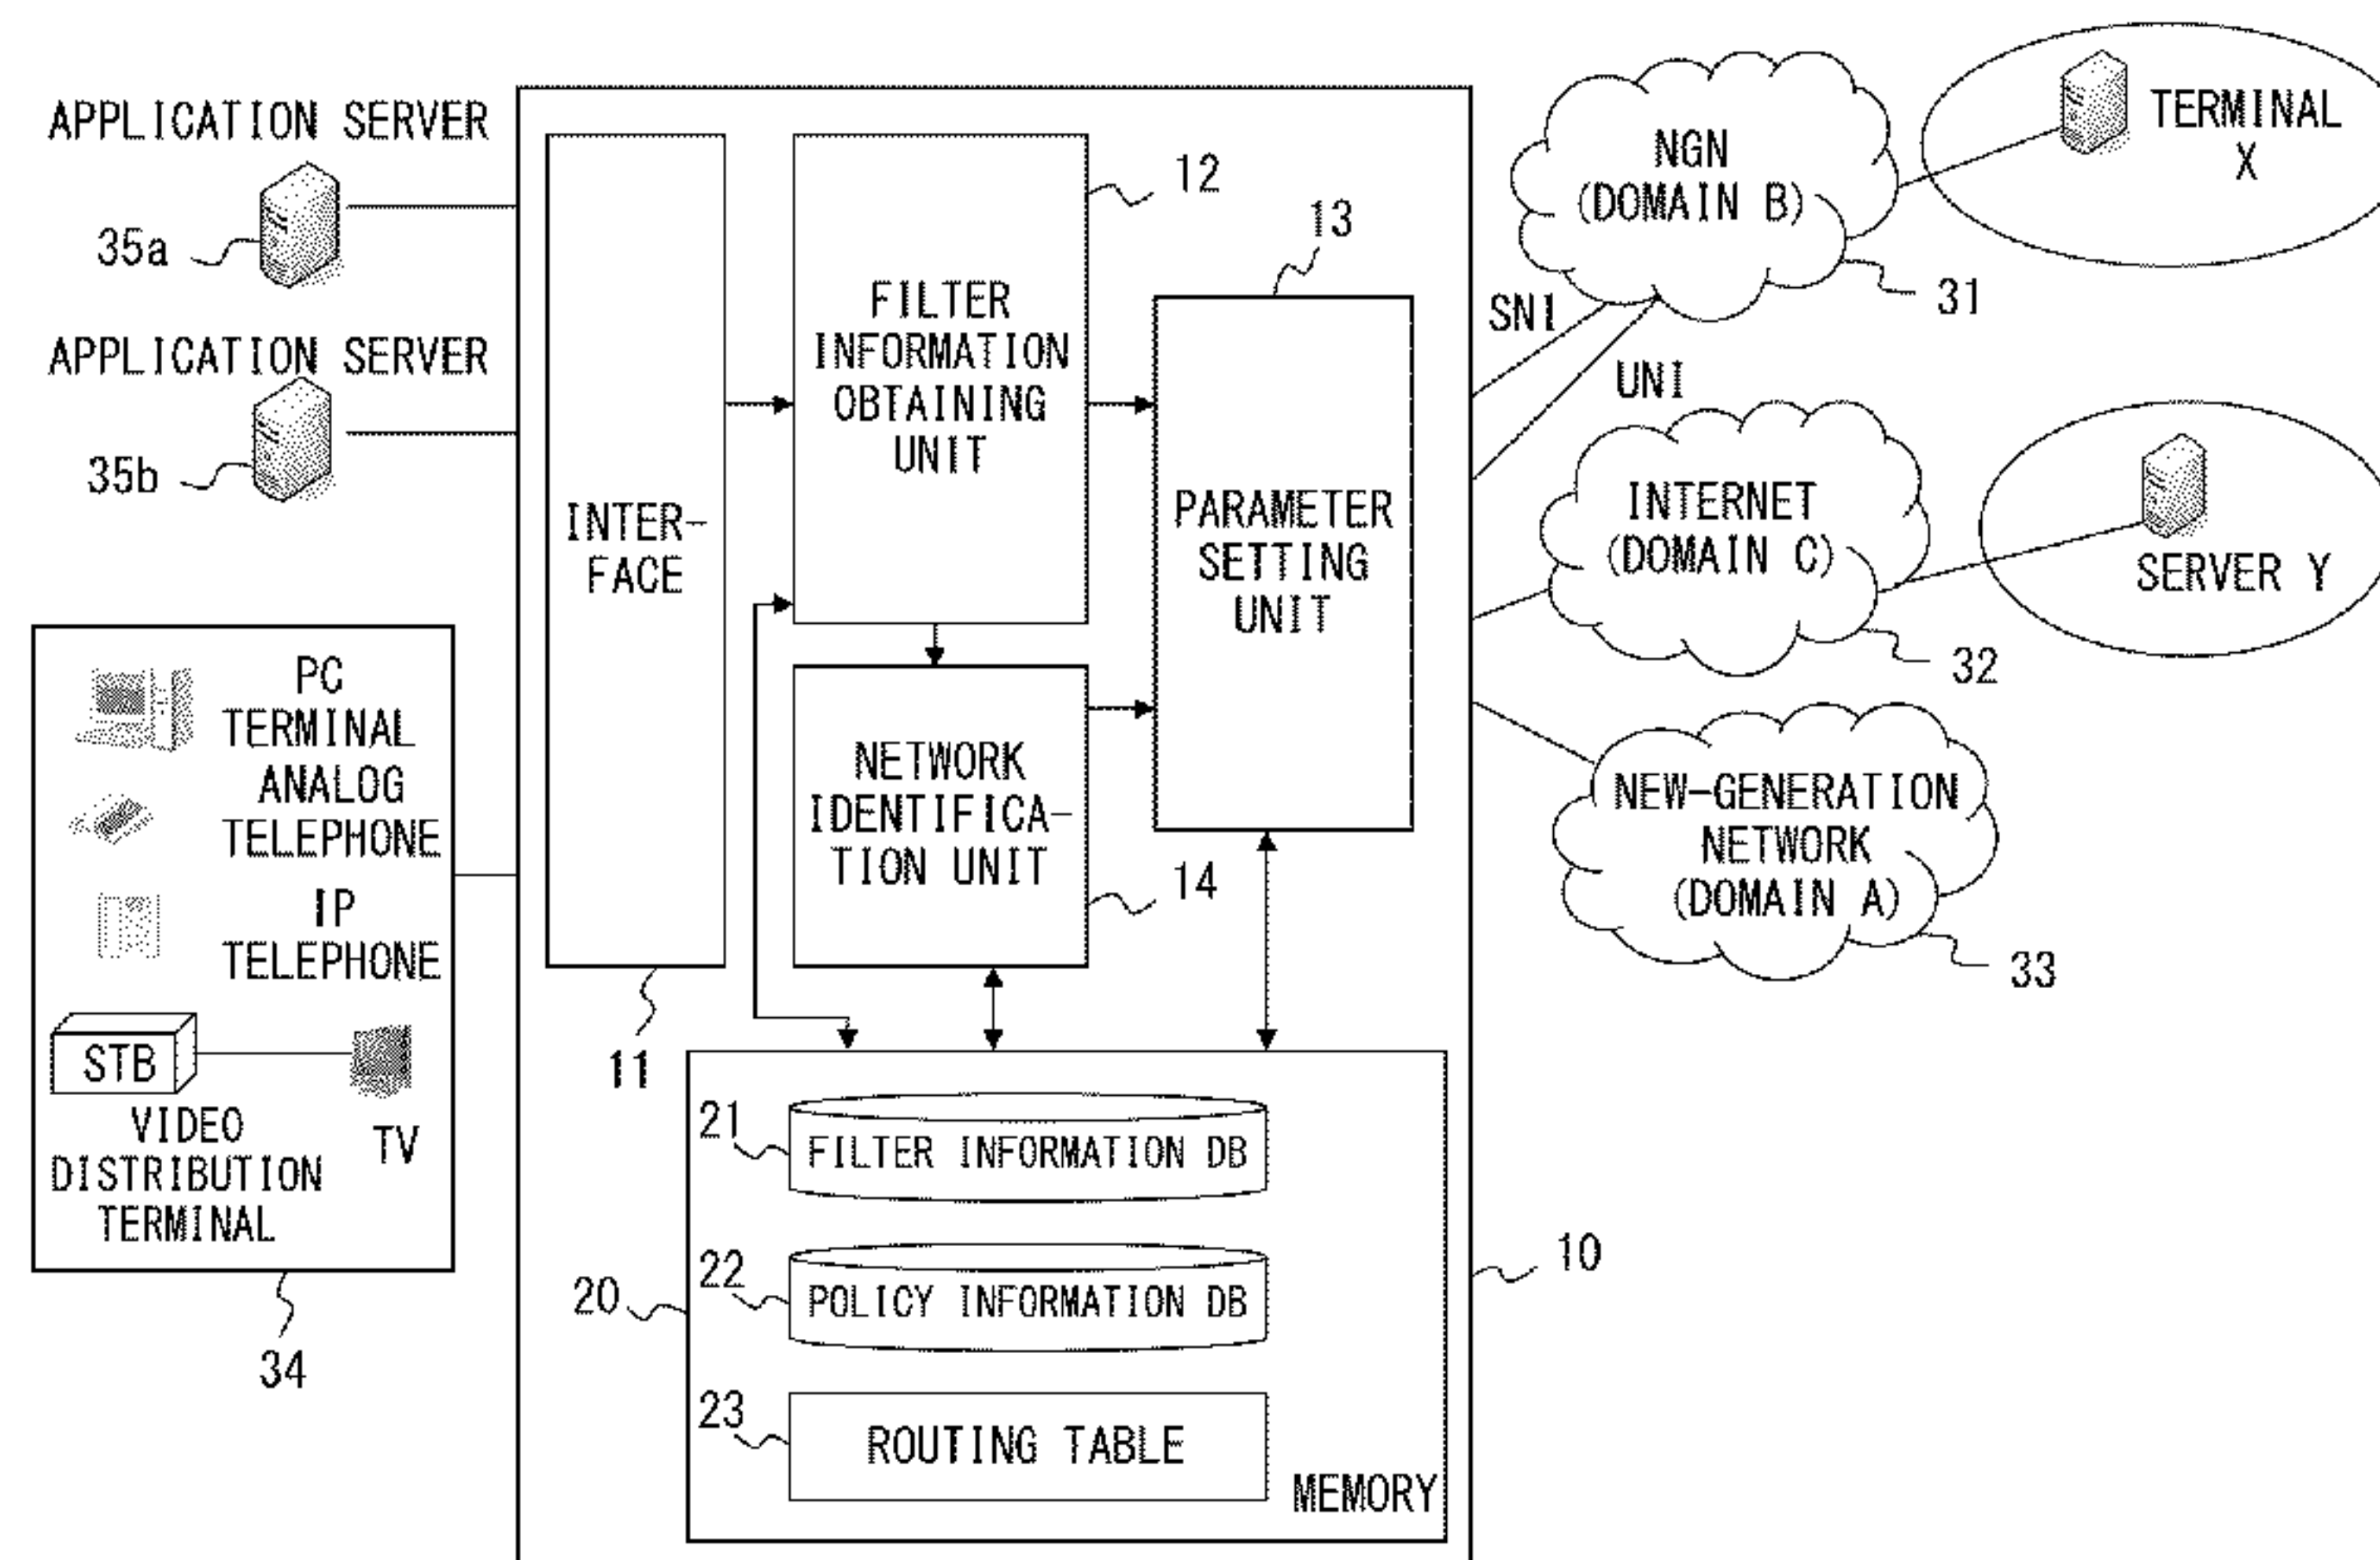 APPLICATION SERVER
35a
APPLICATION SERVER
35b
PC
TERMINAL
ANALOG
TELEPHONE
IP
TELEPHONE
STB
VIDEO
DISTRIBUTION
TERMINAL
TV
34
INTER-
FACE
11
FILTER
INFORMATION
OBTAINING
UNIT
12
13
PARAMETER
SETTING
UNIT
NETWORK
IDENTIFICA-
TION UNIT
14
21
FILTER INFORMATION DB
22
POLICY INFORMATION DB
20
23
ROUTING TABLE
MEMORY
10
NGN
(DOMAIN B)
31
SNI
UNI
TERMINAL
X
INTERNET
(DOMAIN C)
32
SERVER Y
NEW-GENERATION
NETWORK
(DOMAIN A)
33